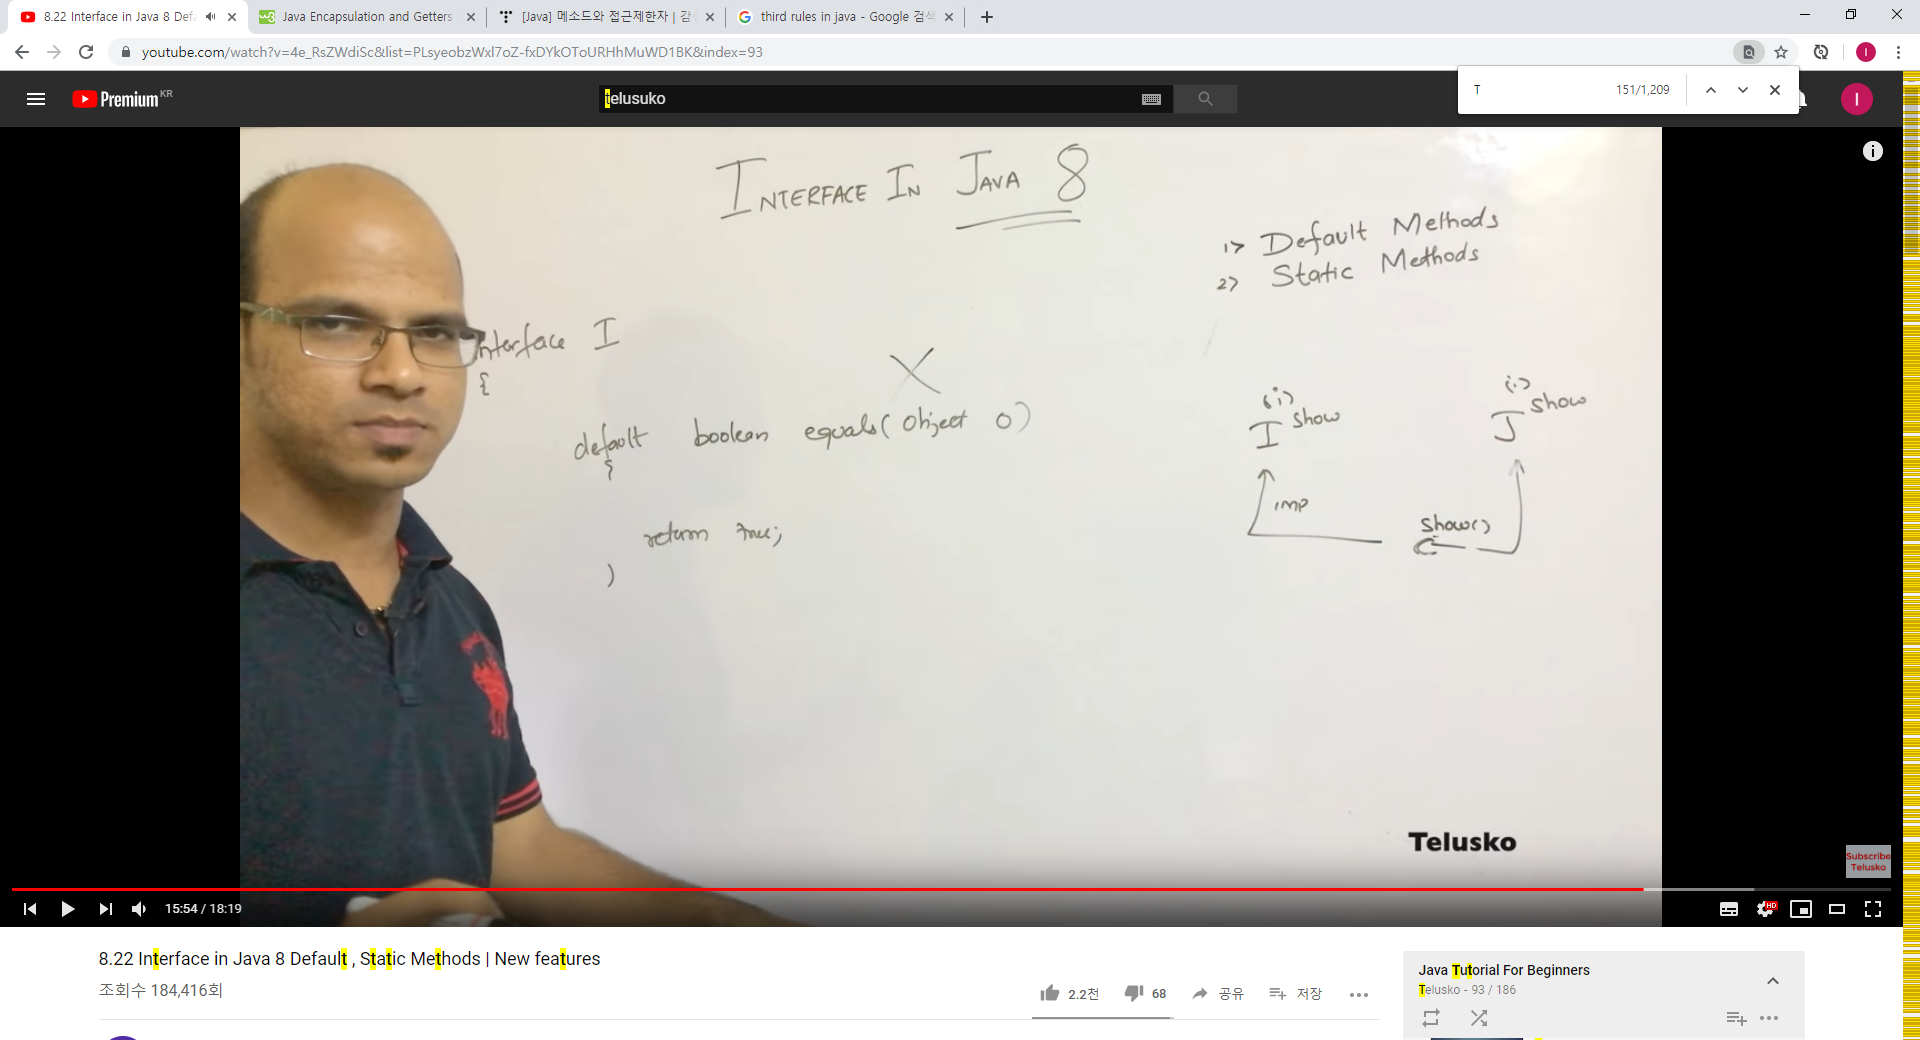 8.22 Interface in Java 8 Defa
Java Encapsulation and Getters
[Java] 메소드와 접근제한자 | 감성
third rules in java - Google 검색
youtube.com/watch?v=4e_RsZWdiSc&list=PLsyeobzWxl7oZ-fxDYkOToURHhMuWD1BK&index=93
T 151/1,209
Premium KR
telusuko
I
INTERFACE IN JAVA 8
1> Default Methods
2> Static Methods
nterface I
{
X
default boolean equals(Object o)
{
return true;
}
(i)
I show
(i)
J show
imp
show()
C
Telusko
Subscribe
Telusko
15:54 / 18:19
HD
8.22 Interface in Java 8 Default , Static Methods | New features
조회수 184,416회
2.2천 68 공유 저장
Java Tutorial For Beginners
Telusko - 93 / 186